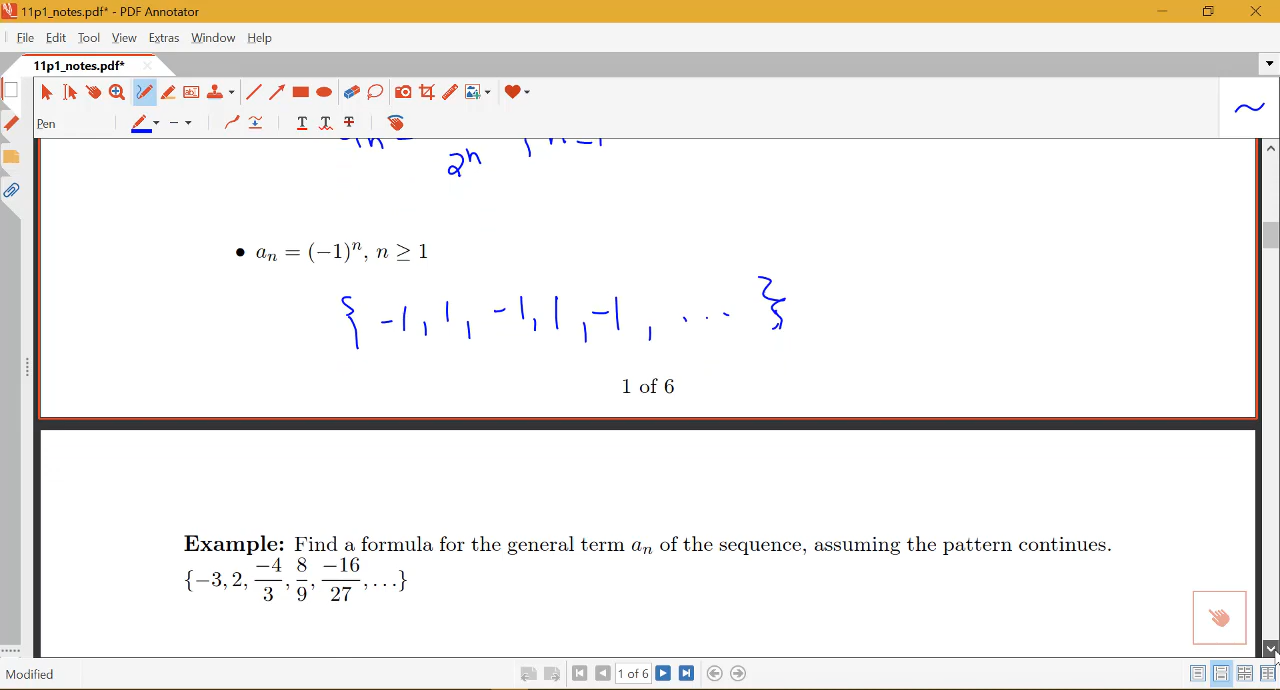 11p1_notes.pdf* - PDF Annotator
File Edit Tool View Extras Window Help
11p1_notes.pdf*
Pen
2^n
• a_n = (−1)^n, n ≥ 1
{ -1, 1, -1, 1, -1, ... }
1 of 6
Example: Find a formula for the general term a_n of the sequence, assuming the pattern continues.
{−3, 2, −4/3, 8/9, −16/27, ...}
Modified
1 of 6